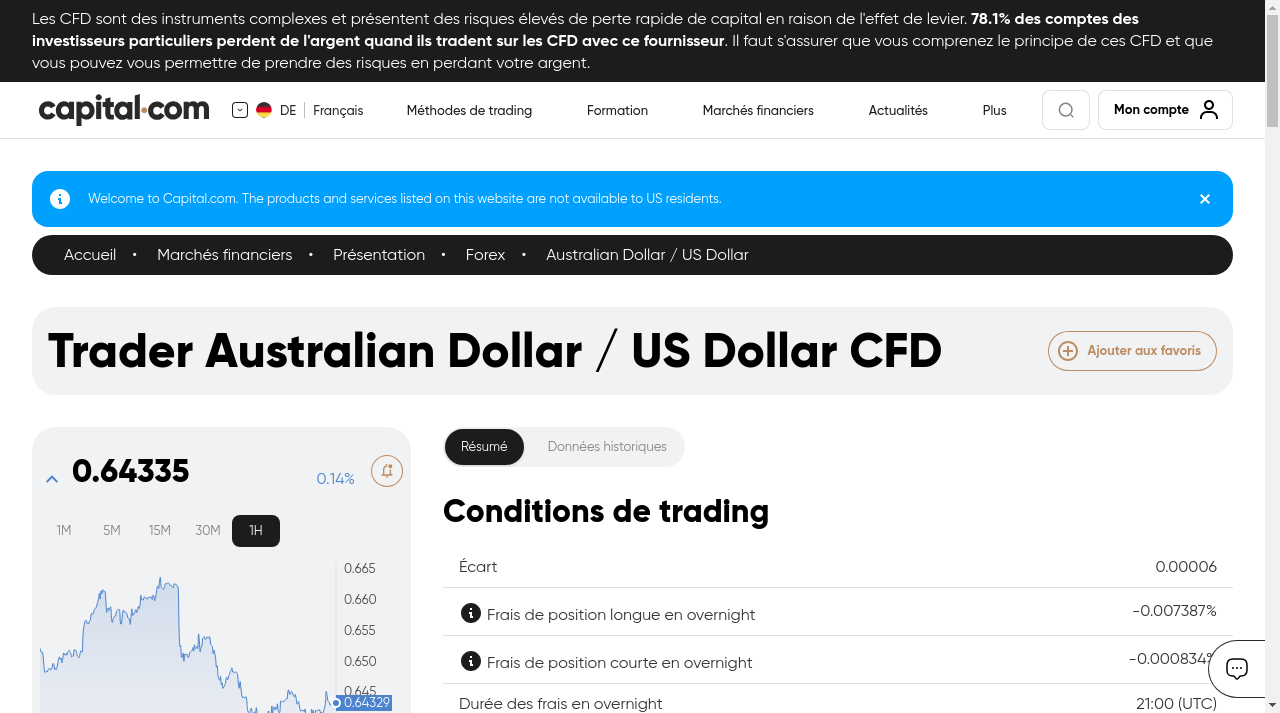 Les CFD sont des instruments complexes et présentent des risques élevés de perte rapide de capital en raison de l'effet de levier. 78.1% des comptes des
investisseurs particuliers perdent de l'argent quand ils tradent sur les CFD avec ce fournisseur. Il faut s'assurer que vous comprenez le principe de ces CFD et que
vous pouvez vous permettre de prendre des risques en perdant votre argent.
capital.com DE Français Méthodes de trading Formation Marchés financiers Actualités Plus Mon compte
Welcome to Capital.com. The products and services listed on this website are not available to US residents.
Accueil • Marchés financiers • Présentation • Forex • Australian Dollar / US Dollar
Trader Australian Dollar / US Dollar CFD
Ajouter aux favoris
0.64335
0.14%
1M 5M 15M 30M 1H
0.665
0.660
0.655
0.650
0.645
0.64329
Résumé Données historiques
Conditions de trading
Écart 0.00006
Frais de position longue en overnight -0.007387%
Frais de position courte en overnight -0.000834%
Durée des frais en overnight 21:00 (UTC)